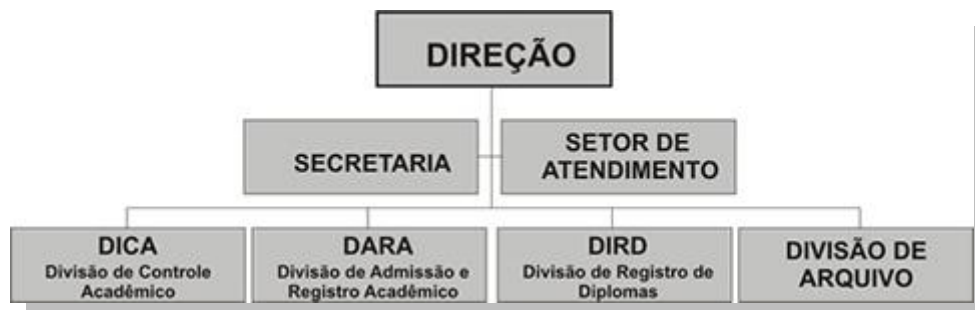 DIREÇÃO
SECRETARIA
SETOR DE
ATENDIMENTO
DICA
Divisão de Controle
Acadêmico
DARA
Divisão de Admissão e
Registro Acadêmico
DIRD
Divisão de Registro de
Diplomas
DIVISÃO DE
ARQUIVO